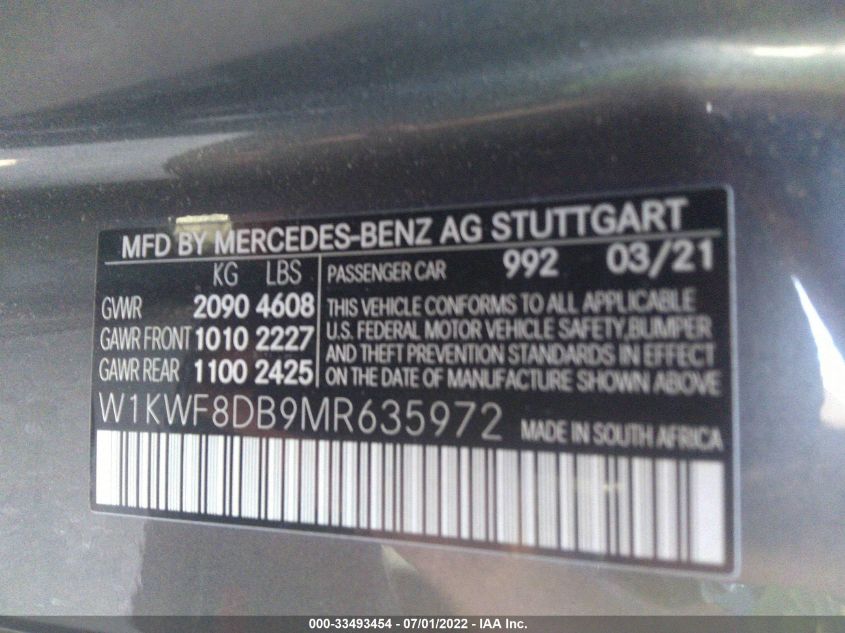 MFD BY MERCEDES-BENZ AG STUTTGART
KG LBS
GVWR 2090 4608
GAWR FRONT 1010 2227
GAWR REAR 1100 2425
PASSENGER CAR 992 03/21
THIS VEHICLE CONFORMS TO ALL APPLICABLE
U.S. FEDERAL MOTOR VEHICLE SAFETY, BUMPER
AND THEFT PREVENTION STANDARDS IN EFFECT
ON THE DATE OF MANUFACTURE SHOWN ABOVE
W1KWF8DB9MR635972 MADE IN SOUTH AFRICA
000-33493454 - 07/01/2022 - IAA Inc.